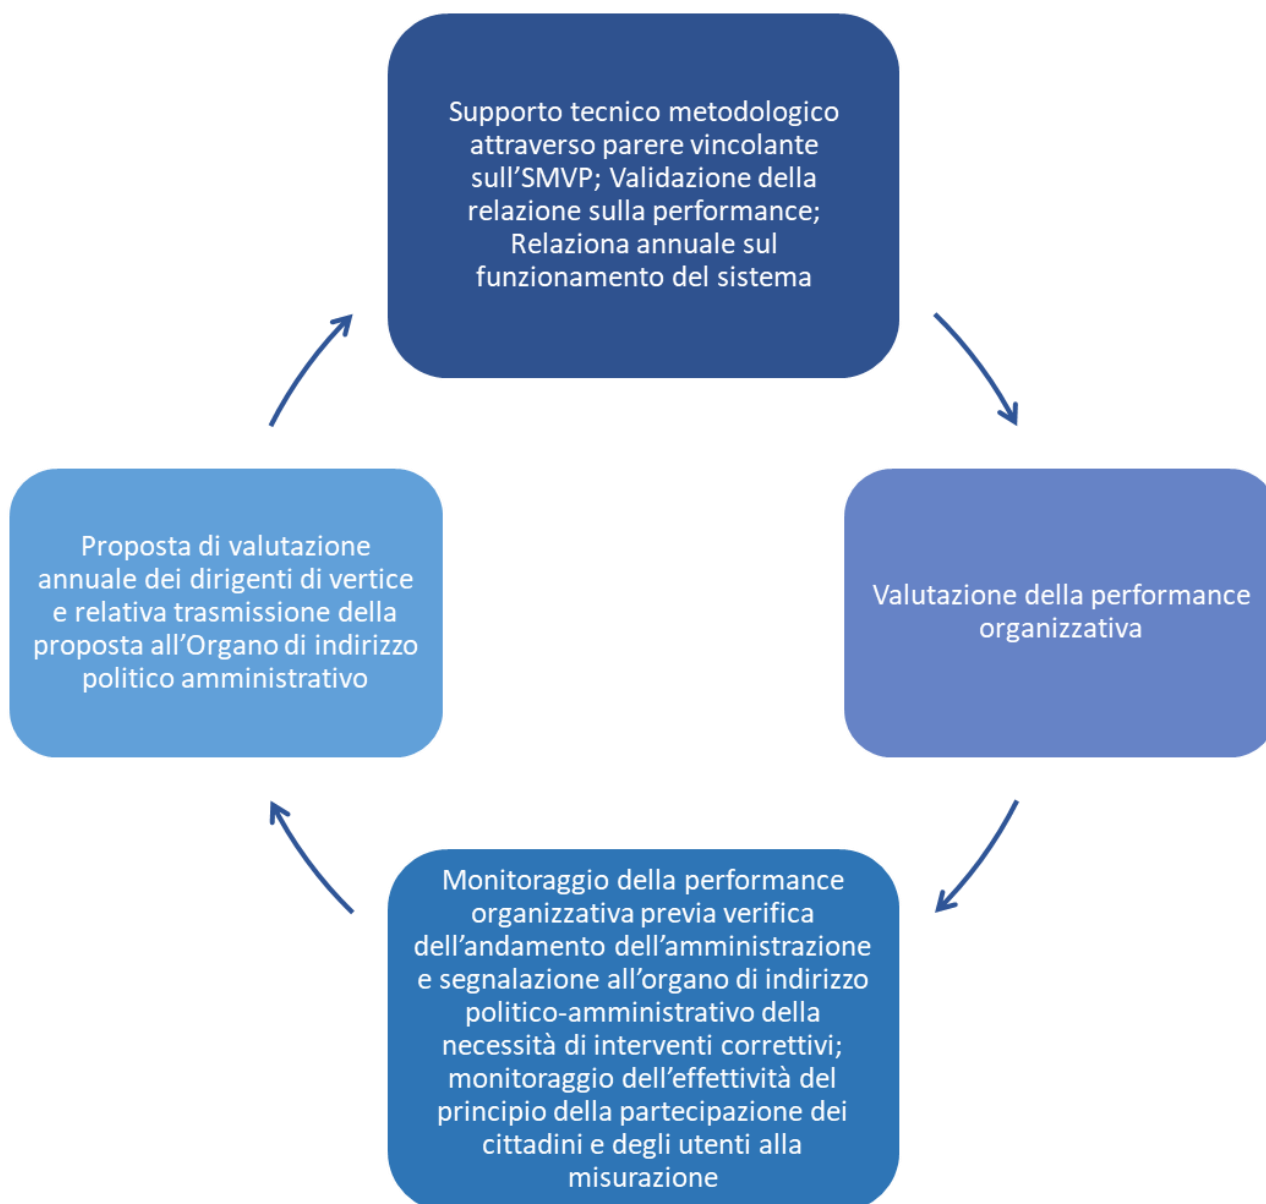 Supporto tecnico metodologico
attraverso parere vincolante
sull’SMVP; Validazione della
relazione sulla performance;
Relaziona annuale sul
funzionamento del sistema
Proposta di valutazione
annuale dei dirigenti di vertice
e relativa trasmissione della
proposta all’Organo di indirizzo
politico amministrativo
Valutazione della performance
organizzativa
Monitoraggio della performance
organizzativa previa verifica
dell’andamento dell’amministrazione
e segnalazione all’organo di indirizzo
politico-amministrativo della
necessità di interventi correttivi;
monitoraggio dell’effettività del
principio della partecipazione dei
cittadini e degli utenti alla
misurazione